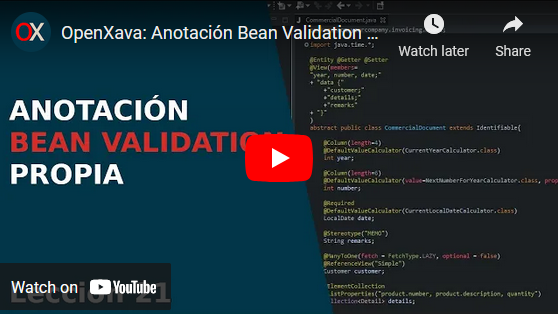 OX
OpenXava: Anotación Bean Validation ...
Watch later
Share
ANOTACIÓN
BEAN VALIDATION
PROPIA
Lección 21
Watch on YouTube
CommercialDocument.java
import java.time.*;
@Entity @Getter @Setter
@View(members=
"year, number, date;"
+ "data {"
+"customer;"
+"details;"
+"remarks"
+ "}"
)
abstract public class CommercialDocument extends Identifiable{
@Column(length=4)
@DefaultValueCalculator(CurrentYearCalculator.class)
int year;
@Column(length=6)
@DefaultValueCalculator(value=NextNumberForYearCalculator.class,
int number;
@Required
@DefaultValueCalculator(CurrentLocalDateCalculator.class)
LocalDate date;
@Stereotype("MEMO")
String remarks;
@ManyToOne(fetch = FetchType.LAZY, optional = false)
@ReferenceView("Simple")
Customer customer;
ListProperties("product.number, product.description, quantity")
details;